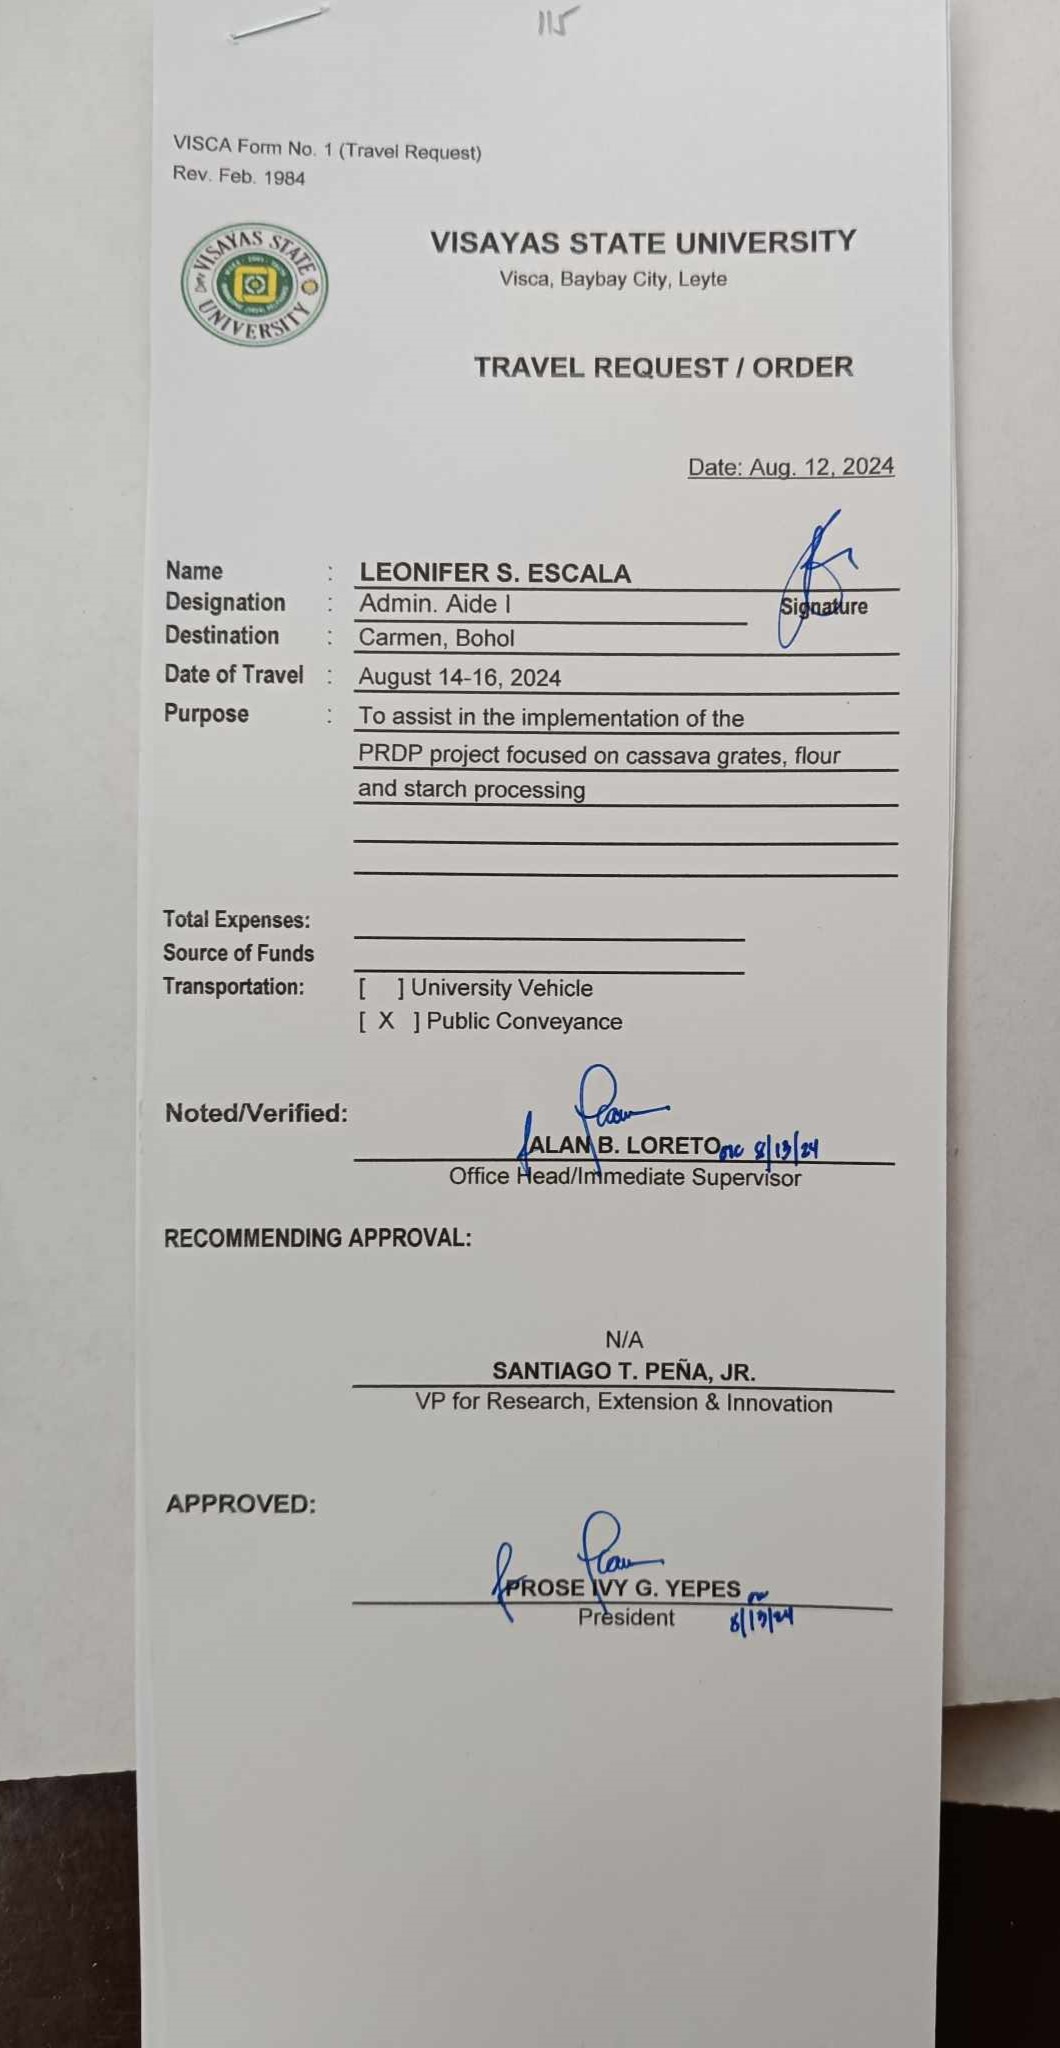 115
VISCA Form No. 1 (Travel Request)
Rev. Feb. 1984
VISAYAS STATE UNIVERSITY
VISAYAS STATE UNIVERSITY
Visca, Baybay City, Leyte
TRAVEL REQUEST / ORDER
Date: Aug. 12, 2024
Name : LEONIFER S. ESCALA
Designation : Admin. Aide I Signature
Destination : Carmen, Bohol
Date of Travel : August 14-16, 2024
Purpose : To assist in the implementation of the
PRDP project focused on cassava grates, flour
and starch processing
Total Expenses:
Source of Funds
Transportation: [ ] University Vehicle
[ X ] Public Conveyance
Noted/Verified:
ALAN B. LORETO 8/13/24
Office Head/Immediate Supervisor
RECOMMENDING APPROVAL:
N/A
SANTIAGO T. PEÑA, JR.
VP for Research, Extension & Innovation
APPROVED:
PROSE IVY G. YEPES
President 8/13/24